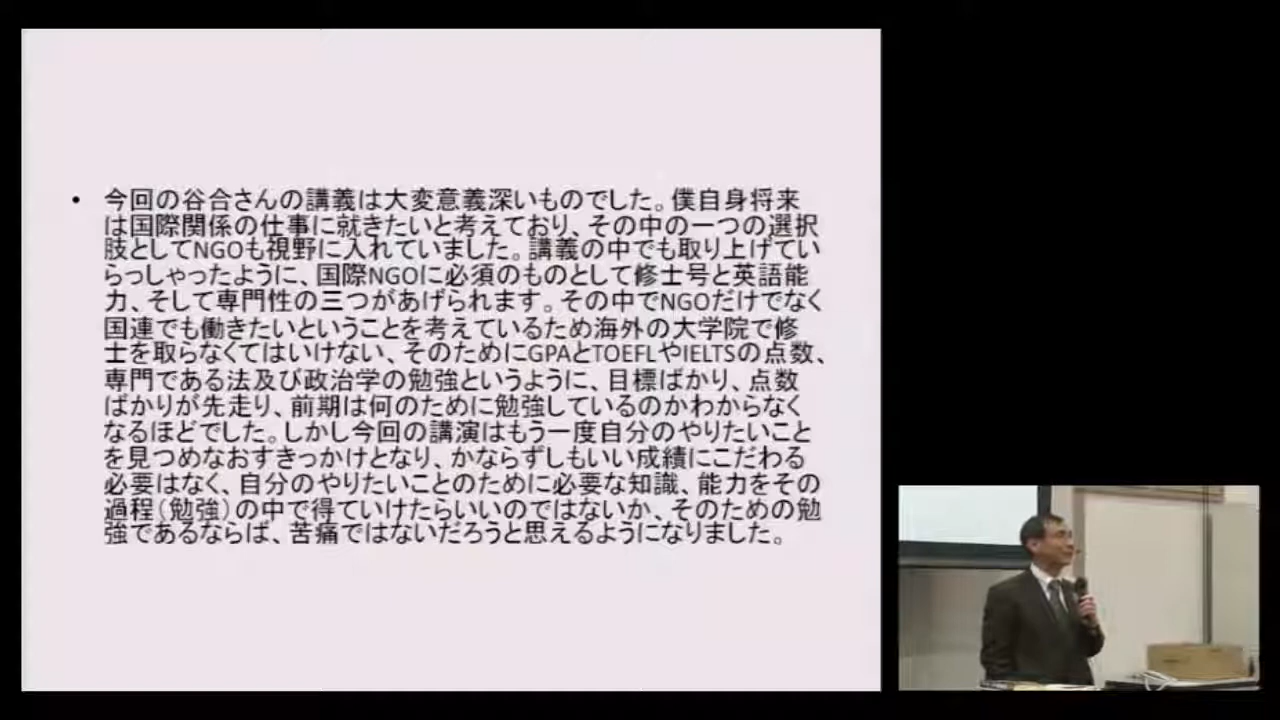 • 今回の谷合さんの講義は大変意義深いものでした。僕自身将来
は国際関係の仕事に就きたいと考えており、その中の一つの選択
肢としてNGOも視野に入れていました。講義の中でも取り上げてい
らっしゃったように、国際NGOに必須のものとして修士号と英語能
力、そして専門性の三つがあげられます。その中でNGOだけでなく
国連でも働きたいということを考えているため海外の大学院で修
士を取らなくてはいけない、そのためにGPAとTOEFLやIELTSの点数、
専門である法及び政治学の勉強というように、目標ばかり、点数
ばかりが先走り、前期は何のために勉強しているのかわからなく
なるほどでした。しかし今回の講演はもう一度自分のやりたいこと
を見つめなおすきっかけとなり、かならずしもいい成績にこだわる
必要はなく、自分のやりたいことのために必要な知識、能力をその
過程（勉強）の中で得ていけたらいいのではないか、そのための勉
強であるならば、苦痛ではないだろうと思えるようになりました。